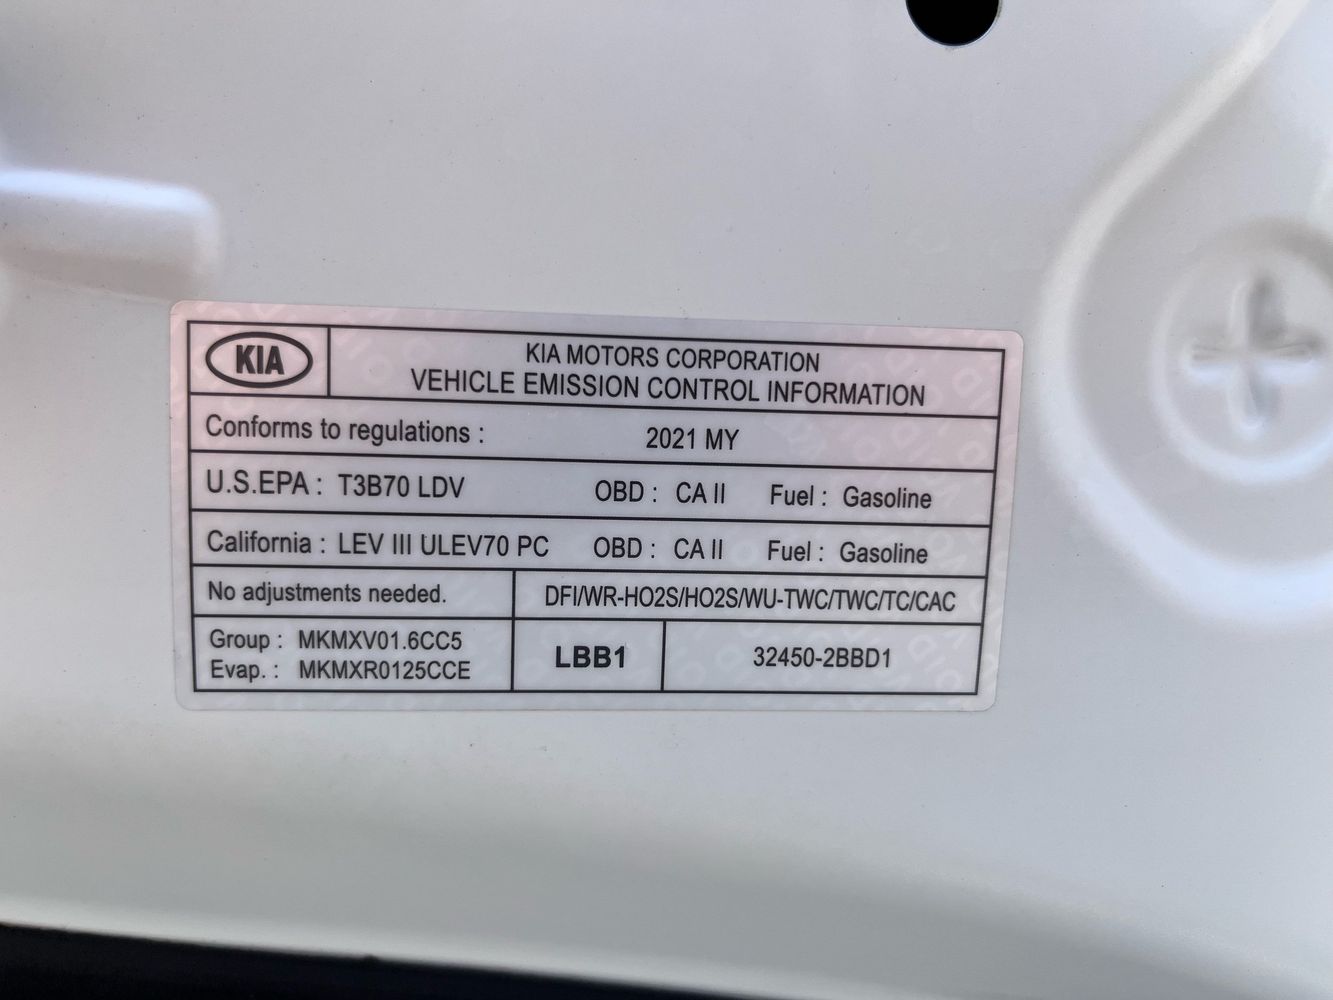 KIA
KIA MOTORS CORPORATION
VEHICLE EMISSION CONTROL INFORMATION
Conforms to regulations : 2021 MY
U.S.EPA : T3B70 LDV OBD : CA II Fuel : Gasoline
California : LEV III ULEV70 PC OBD : CA II Fuel : Gasoline
No adjustments needed. DFI/WR-HO2S/HO2S/WU-TWC/TWC/TC/CAC
Group : MKMXV01.6CC5
Evap. : MKMXR0125CCE
LBB1
32450-2BBD1